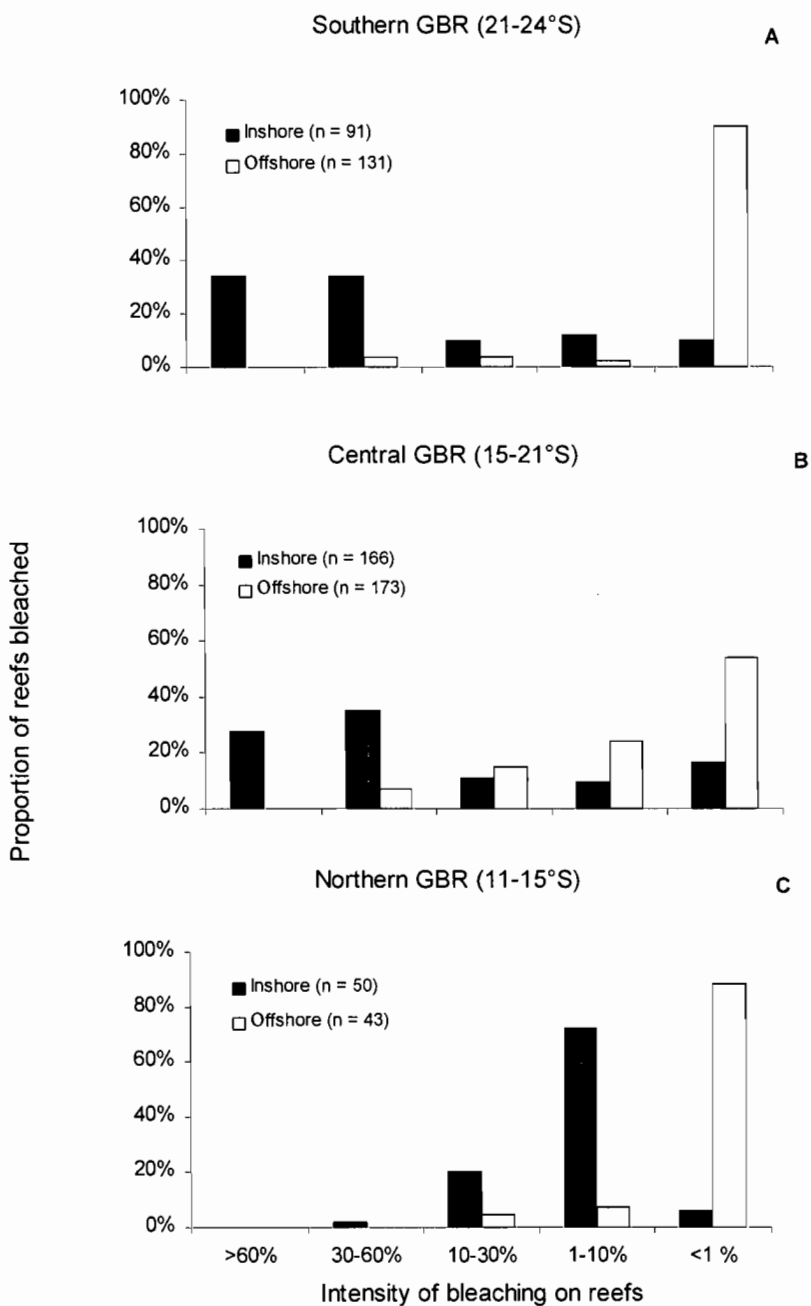 Southern GBR (21-24°S)
A
100%
80%
60%
40%
20%
0%
Inshore (n = 91)
Offshore (n = 131)
Central GBR (15-21°S)
B
100%
80%
60%
40%
20%
0%
Inshore (n = 166)
Offshore (n = 173)
Proportion of reefs bleached
Northern GBR (11-15°S)
C
100%
80%
60%
40%
20%
0%
Inshore (n = 50)
Offshore (n = 43)
>60% 30-60% 10-30% 1-10% <1 %
Intensity of bleaching on reefs